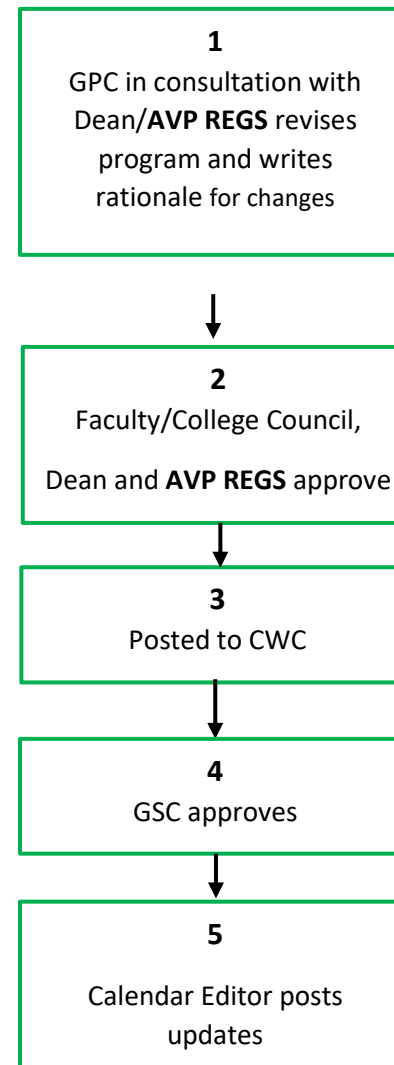 1
GPC in consultation with
Dean/AVP REGS revises
program and writes
rationale for changes
2
Faculty/College Council,
Dean and AVP REGS approve
3
Posted to CWC
4
GSC approves
5
Calendar Editor posts
updates